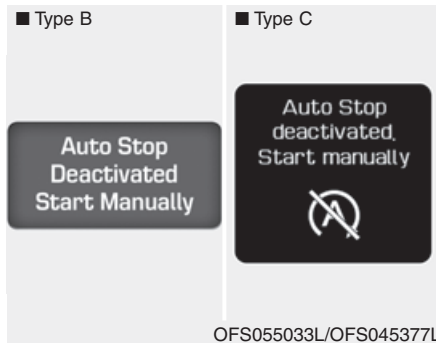 ■ Type B
Auto Stop
Deactivated
Start Manually
■ Type C
Auto Stop
deactivated,
Start manually
OFS055033L/OFS045377L